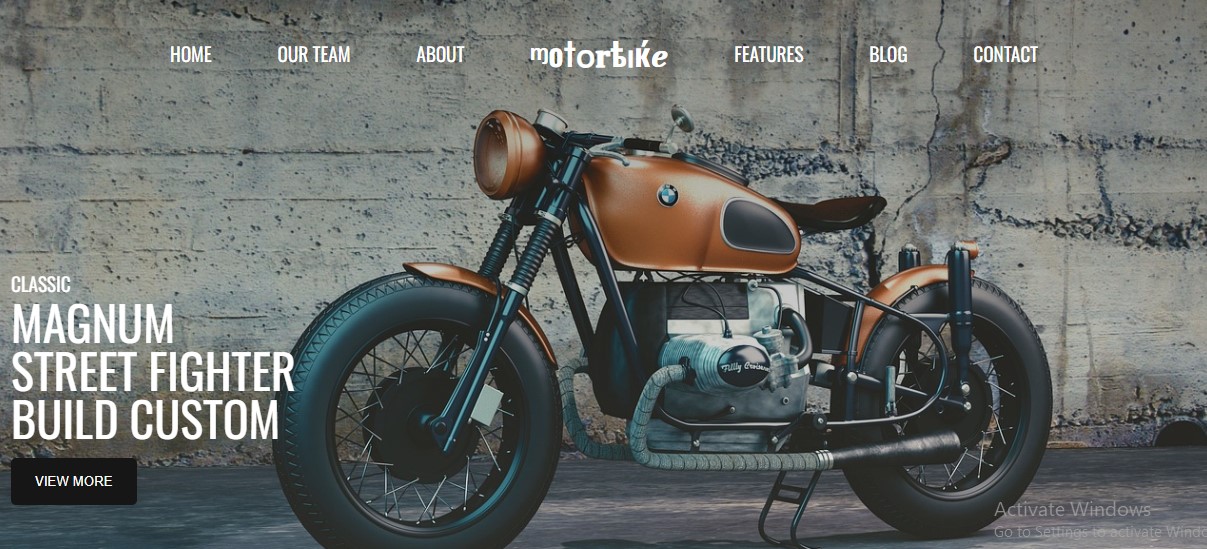 HOME OUR TEAM ABOUT motorbike FEATURES BLOG CONTACT
CLASSIC
MAGNUM
STREET FIGHTER
BUILD CUSTOM
VIEW MORE
Activate Windows
Go to Settings to activate Windo